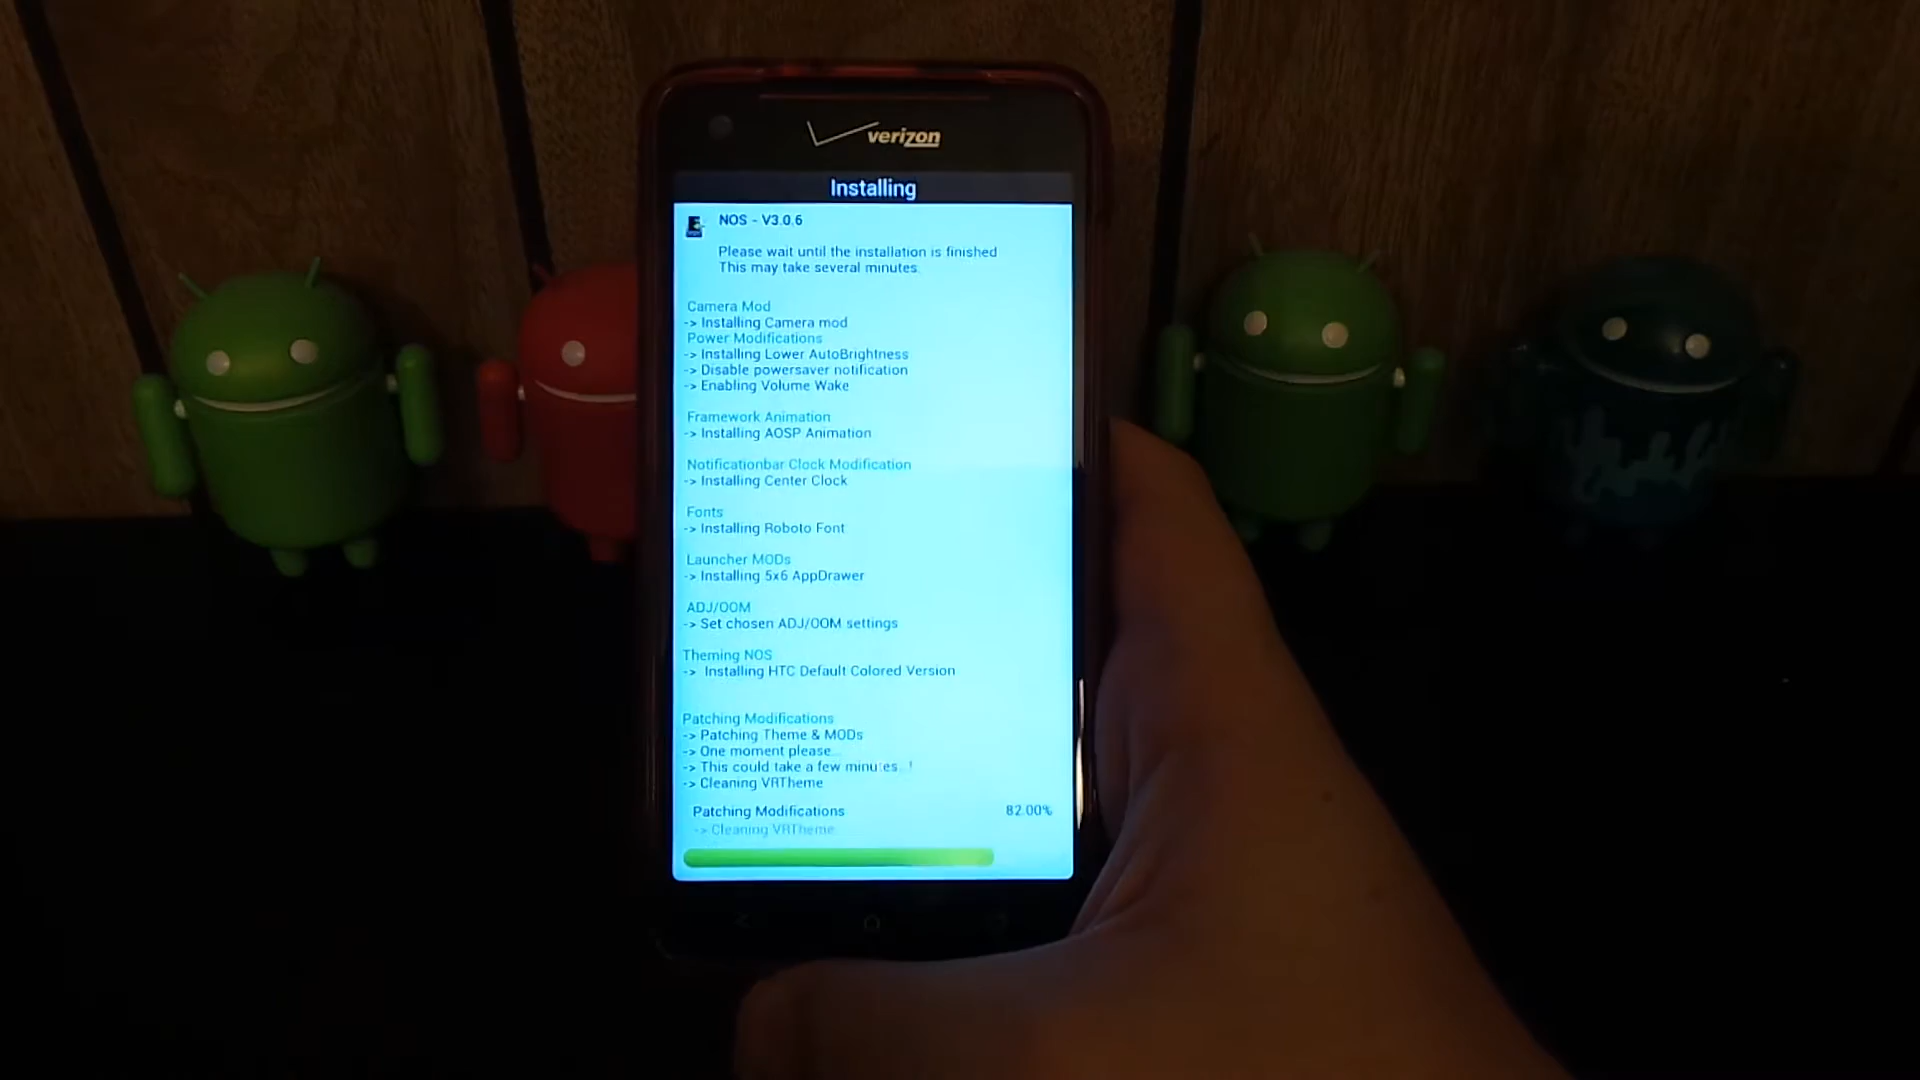 verizon
Installing
NOS - V3.0.6
Please wait until the installation is finished
This may take several minutes.
Camera Mod
-> Installing Camera mod
Power Modifications
-> Installing Lower AutoBrightness
-> Disable powersaver notification
-> Enabling Volume Wake
Framework Animation
-> Installing AOSP Animation
Notificationbar Clock Modification
-> Installing Center Clock
Fonts
-> Installing Roboto Font
Launcher MODs
-> Installing 5x6 AppDrawer
ADJ/OOM
-> Set chosen ADJ/OOM settings
Theming NOS
-> Installing HTC Default Colored Version
Patching Modifications
-> Patching Theme & MODs
-> One moment please...
-> This could take a few minutes...!
-> Cleaning VRTheme
Patching Modifications 82.00%
-> Cleaning VRTheme